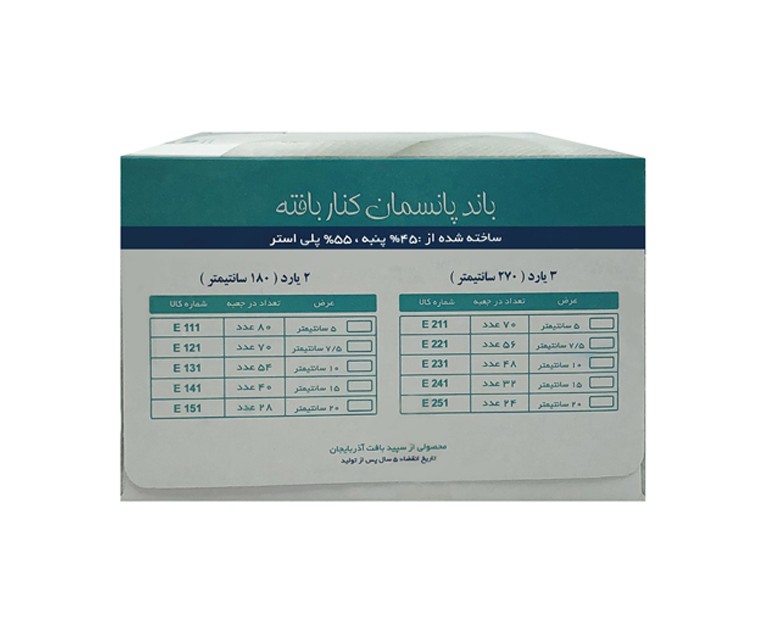 باند پانسمان کنار بافته
ساخته شده از :۴۵% پنبه ، ۵۵% پلی استر
۳ یارد ( ۲۷۰ سانتیمتر )
عرض تعداد در جعبه شماره کالا
۵ سانتیمتر ۷۰ عدد E 211
۷/۵ سانتیمتر ۵۶ عدد E 221
۱۰ سانتیمتر ۴۸ عدد E 231
۱۵ سانتیمتر ۳۲ عدد E 241
۲۰ سانتیمتر ۲۴ عدد E 251
۲ یارد ( ۱۸۰ سانتیمتر )
عرض تعداد در جعبه شماره کالا
۵ سانتیمتر ۸۰ عدد E 111
۷/۵ سانتیمتر ۷۰ عدد E 121
۱۰ سانتیمتر ۵۴ عدد E 131
۱۵ سانتیمتر ۴۰ عدد E 141
۲۰ سانتیمتر ۲۸ عدد E 151
محصولی از سپید بافت آذربایجان
تاریخ انقضاء: ۵ سال پس از تولید